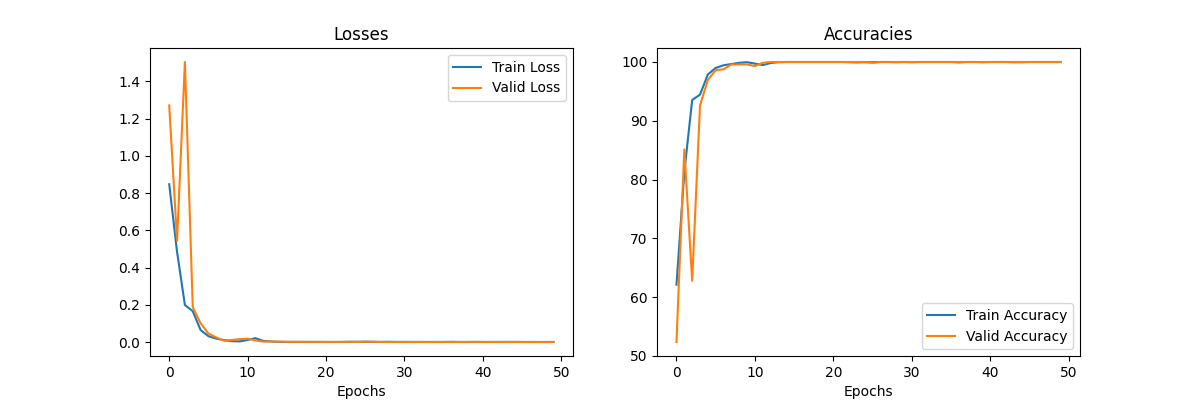 Losses
1.4
1.2
1.0
0.8
0.6
0.4
0.2
0.0
0 10 20 30 40 50
Epochs
Train Loss
Valid Loss
Accuracies
100
90
80
70
60
50
0 10 20 30 40 50
Epochs
Train Accuracy
Valid Accuracy